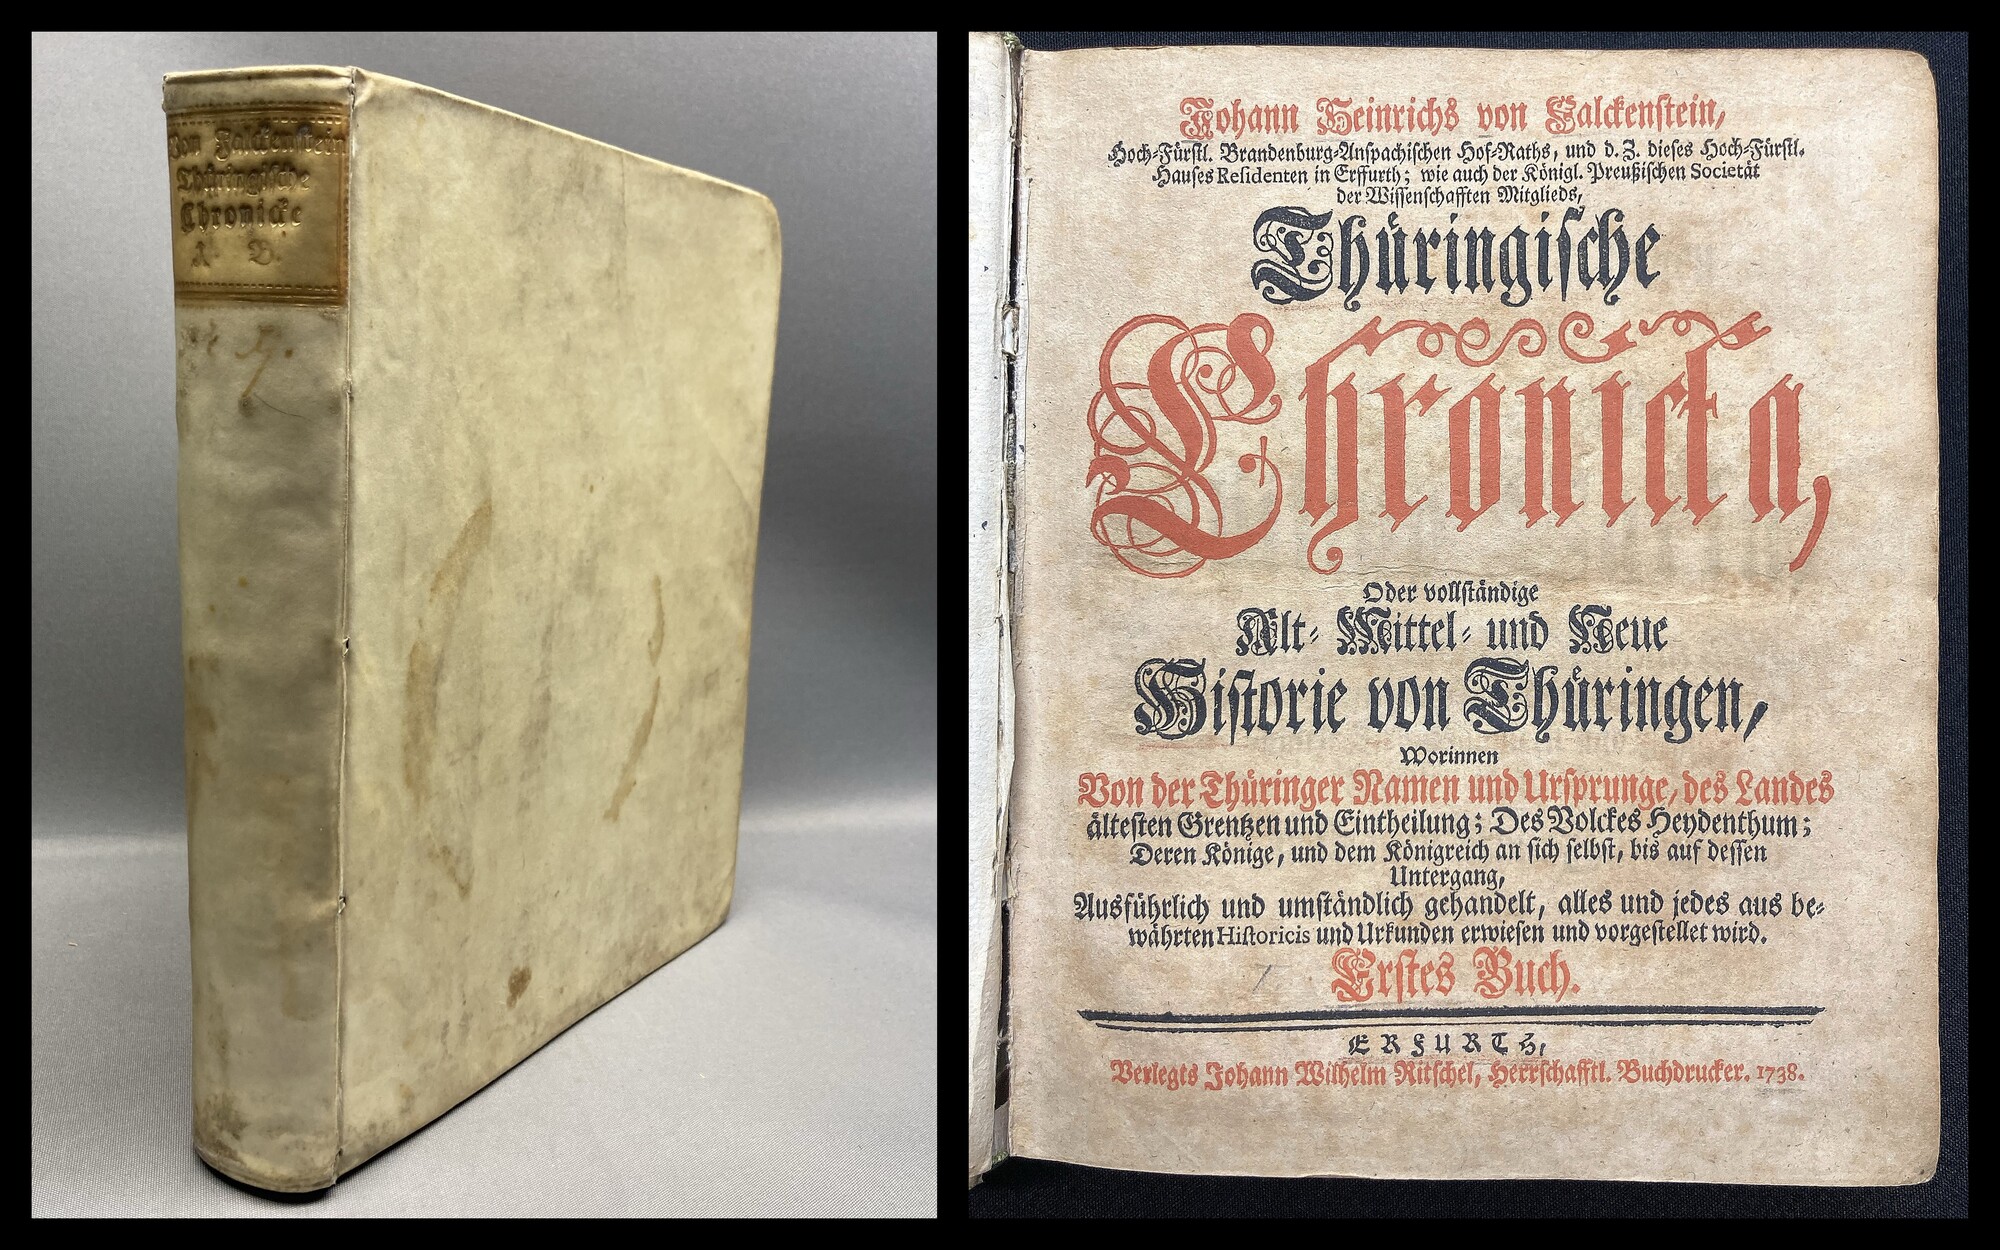 Von Falckenstein
Thüringische
Chronicke
Johann Heinrichs von Falckenstein,
Hoch-Fürstl. Brandenburg-Anspachischen Hof-Raths, und d. Z. dieses Hoch-Fürstl.
Hauses Residenten in Erffurth; wie auch der Königl. Preußischen Societät
der Wissenschafften Mitglieds,
Thüringische
Chronicka,
Oder vollständige
Alt- Mittel- und Neue
Historie von Thüringen,
Worinnen
Von der Thüringer Namen und Ursprunge, des Landes
ältesten Grentzen und Eintheilung; Des Volckes Heydenthum;
Deren Könige, und dem Königreich an sich selbst, bis auf dessen
Untergang,
Ausführlich und umständlich gehandelt, alles und jedes aus be-
währten Historicis und Urkunden erwiesen und vorgestellet wird.
Erstes Buch.
ERFURTH,
Verlegts Johann Wilhelm Ritschel, Herrschafftl. Buchdrucker. 1738.